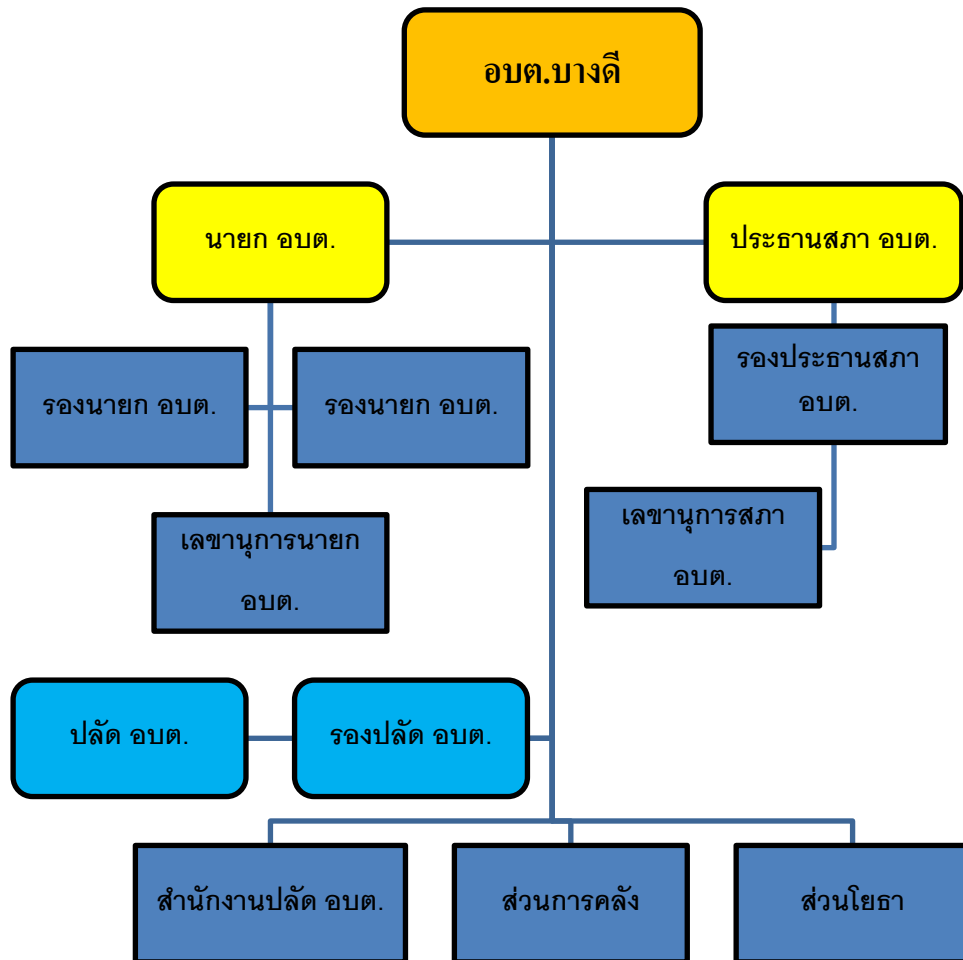 อบต.บางดี
นายก อบต.
ประธานสภา อบต.
รองนายก อบต.
รองนายก อบต.
รองประธานสภา
อบต.
เลขานุการนายก
อบต.
เลขานุการสภา
อบต.
ปลัด อบต.
รองปลัด อบต.
สำนักงานปลัด อบต.
ส่วนการคลัง
ส่วนโยธา